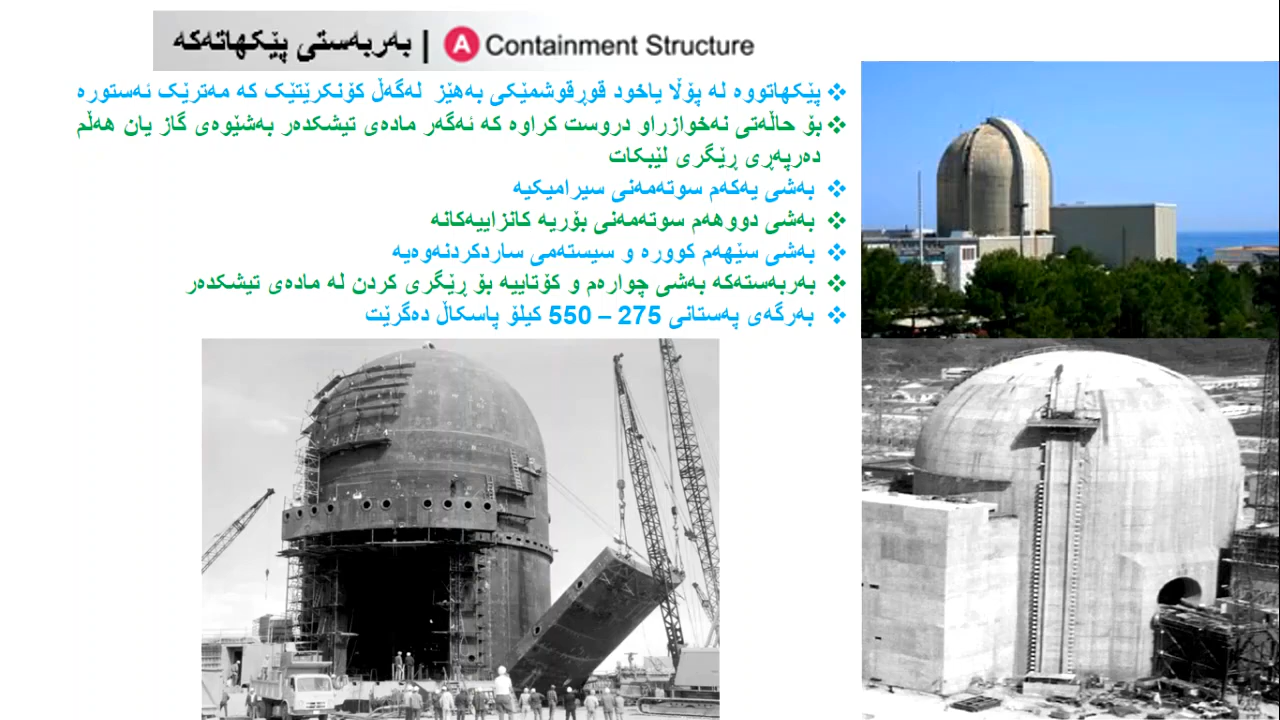 بەربەستی پێکهاتەکە | A Containment Structure
❖ پێکهاتووە لە پۆڵا یاخود قورقوشمێکی بەهێز لەگەڵ کۆنکرێتێک کە مەترێک ئەستورە
❖ بۆ حاڵەتی نەخوازراو دروست کراوە کە ئەگەر مادەی تیشکدەر بەشێوەی گاز یان هەڵم
دەرپەڕی ڕێگری لێبکات
❖ بەشی یەکەم سوتەمەنی سیرامیکیە
❖ بەشی دووهەم سوتەمەنی بۆریە کانزاییەکانە
❖ بەشی سێهەم کوورە و سیستەمی ساردکردنەوەیە
❖ بەربەستەکە بەشی چوارەم و کۆتاییە بۆ ڕێگری کردن لە مادەی تیشکدەر
❖ بەرگەی پەستانی 275 – 550 کیلۆ پاسکاڵ دەگرێت